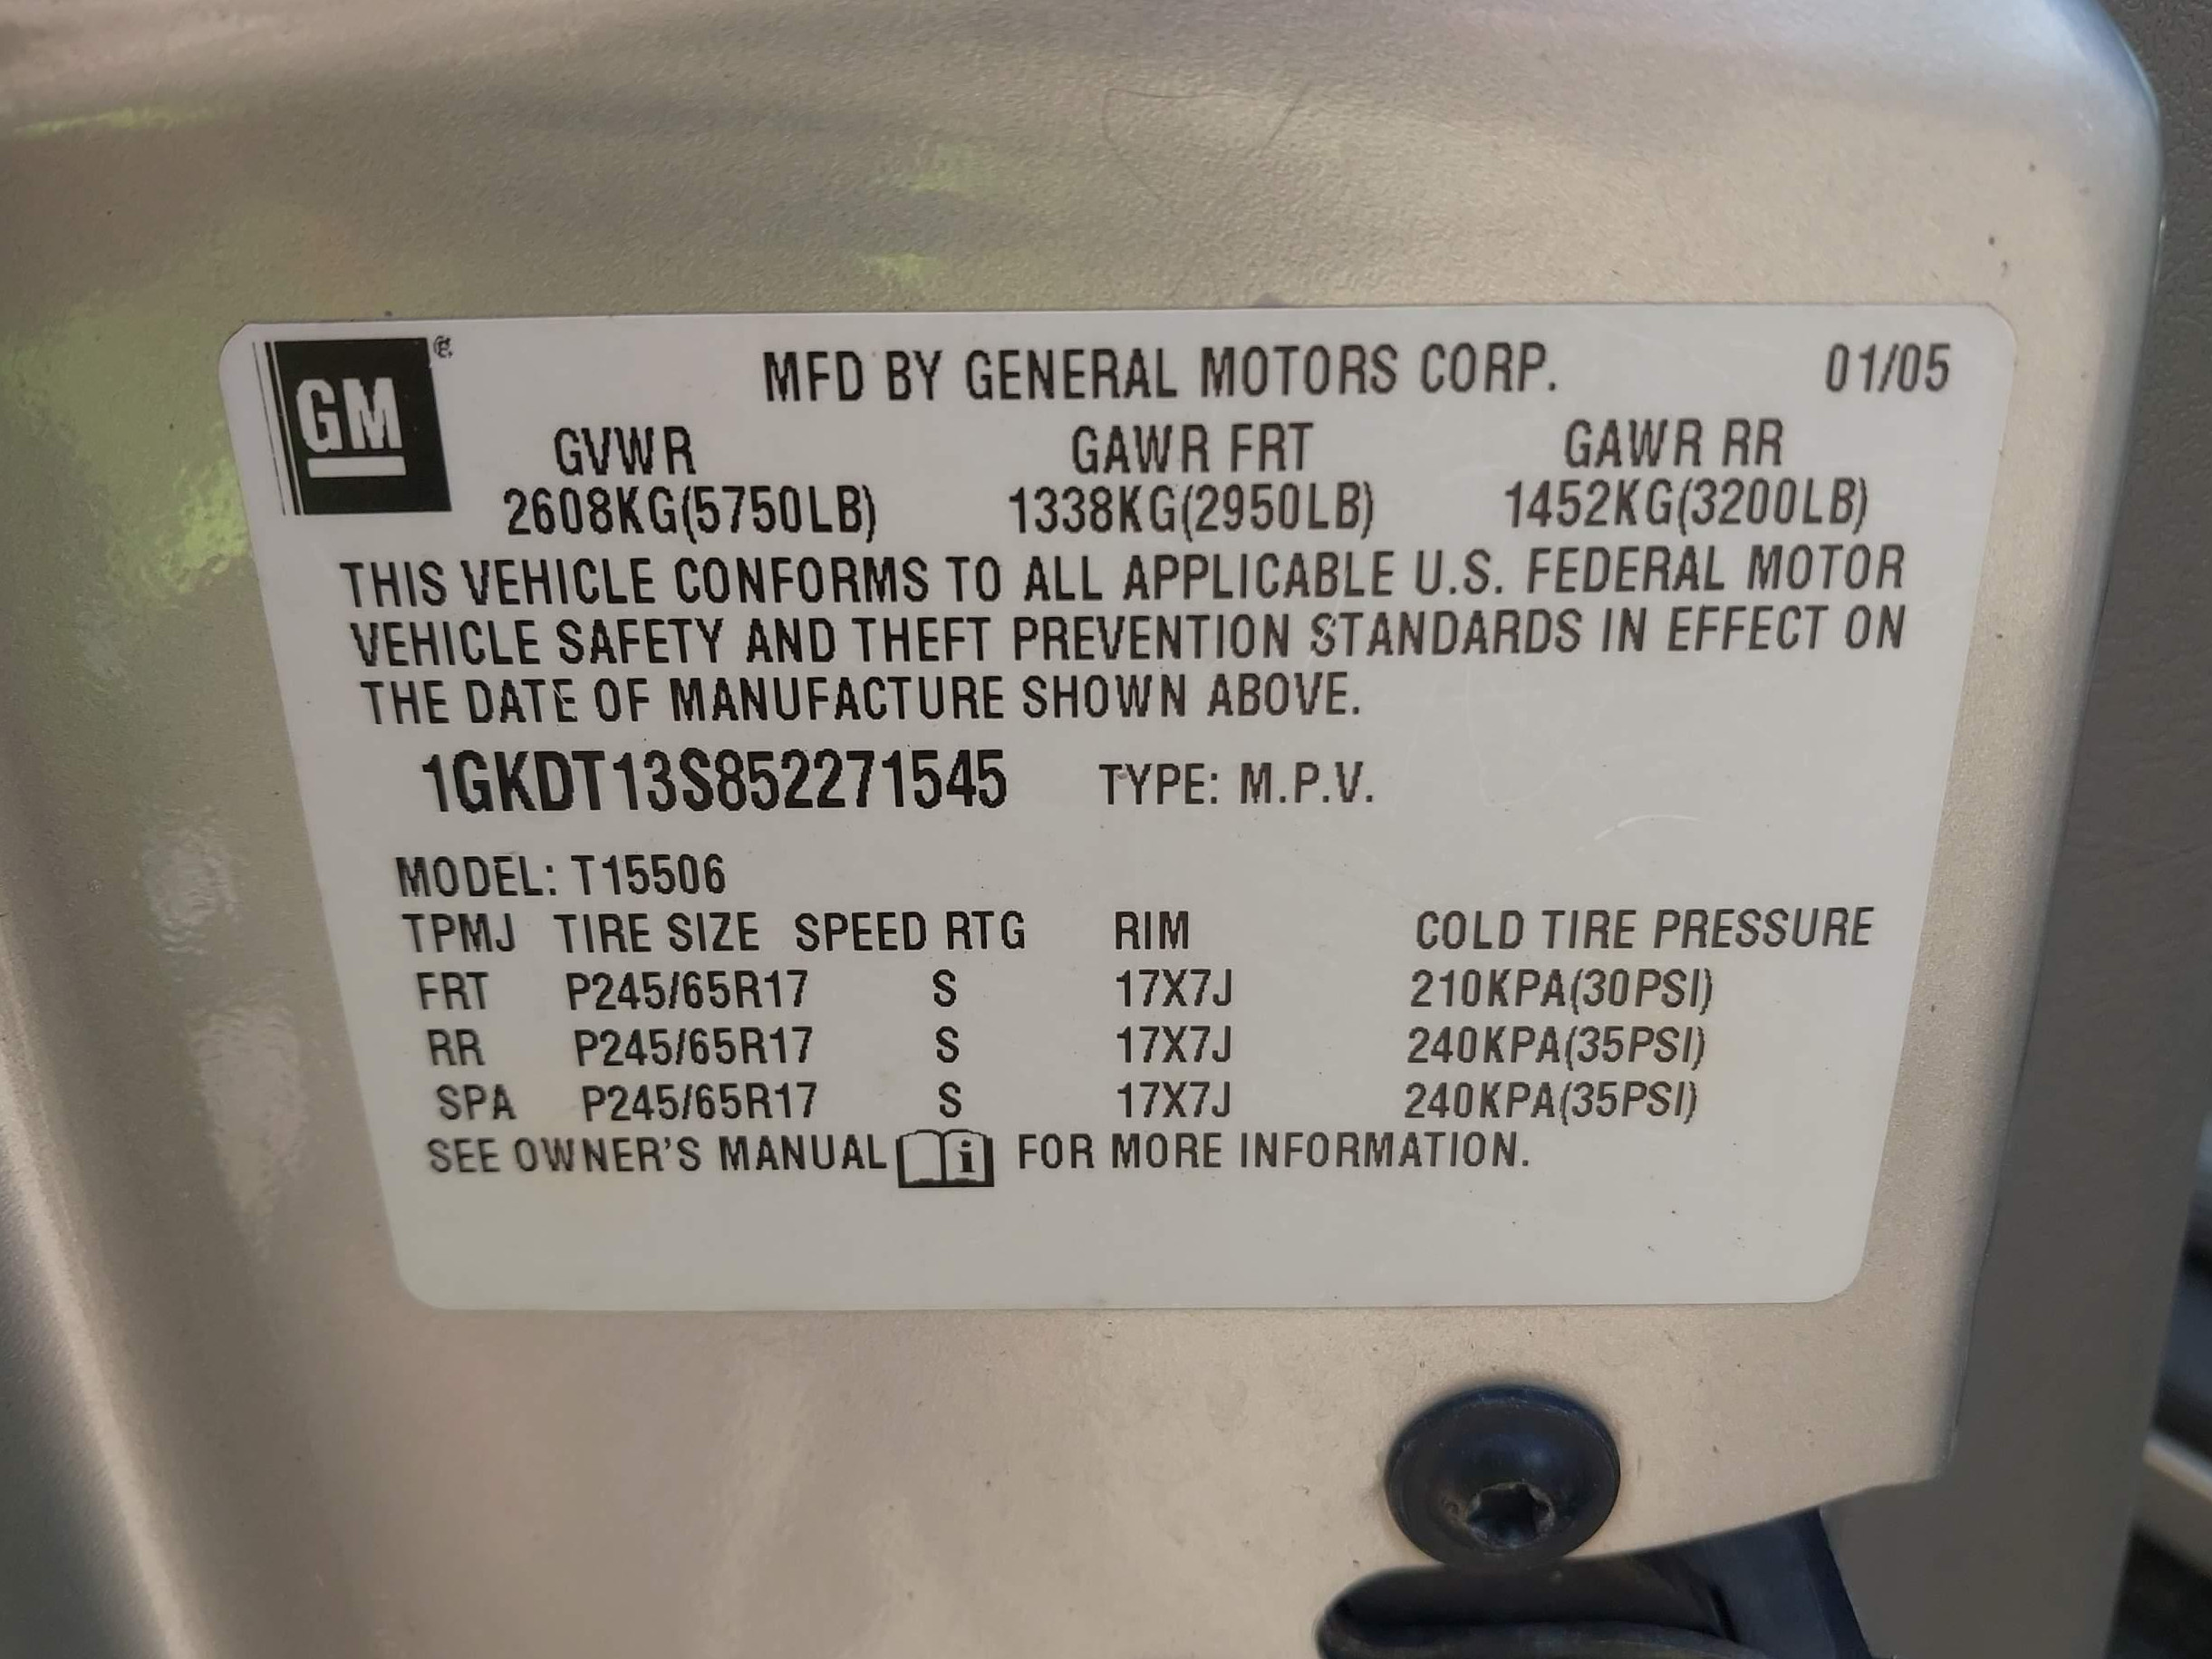 GM
MFD BY GENERAL MOTORS CORP. 01/05
GVWR GAWR FRT GAWR RR
2608KG(5750LB) 1338KG(2950LB) 1452KG(3200LB)
THIS VEHICLE CONFORMS TO ALL APPLICABLE U.S. FEDERAL MOTOR
VEHICLE SAFETY AND THEFT PREVENTION STANDARDS IN EFFECT ON
THE DATE OF MANUFACTURE SHOWN ABOVE.
1GKDT13S852271545 TYPE: M.P.V.
MODEL: T15506
TPMJ TIRE SIZE SPEED RTG RIM COLD TIRE PRESSURE
FRT P245/65R17 S 17X7J 210KPA(30PSI)
RR P245/65R17 S 17X7J 240KPA(35PSI)
SPA P245/65R17 S 17X7J 240KPA(35PSI)
SEE OWNER'S MANUAL i FOR MORE INFORMATION.